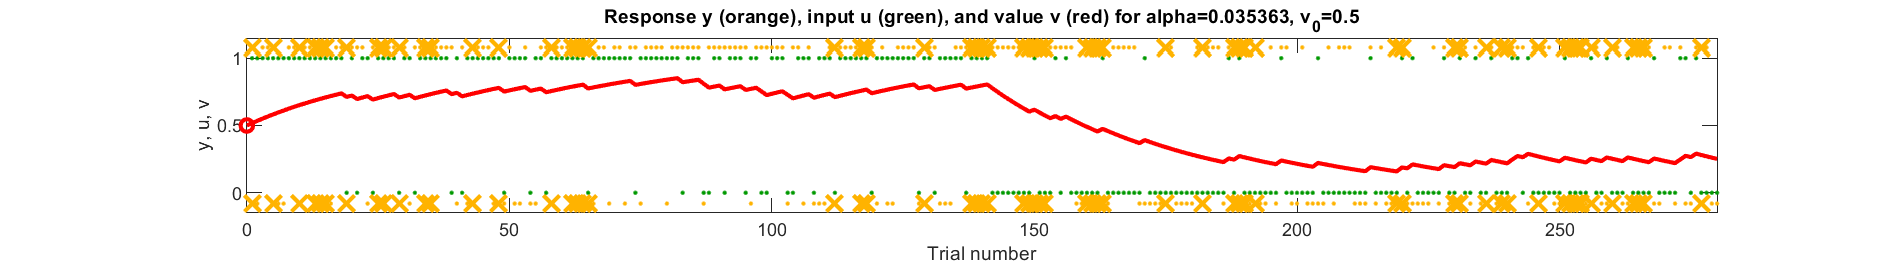 Response y (orange), input u (green), and value v (red) for alpha=0.035363, v0=0.5
1
0.5
0
y, u, v
0 50 100 150 200 250
Trial number